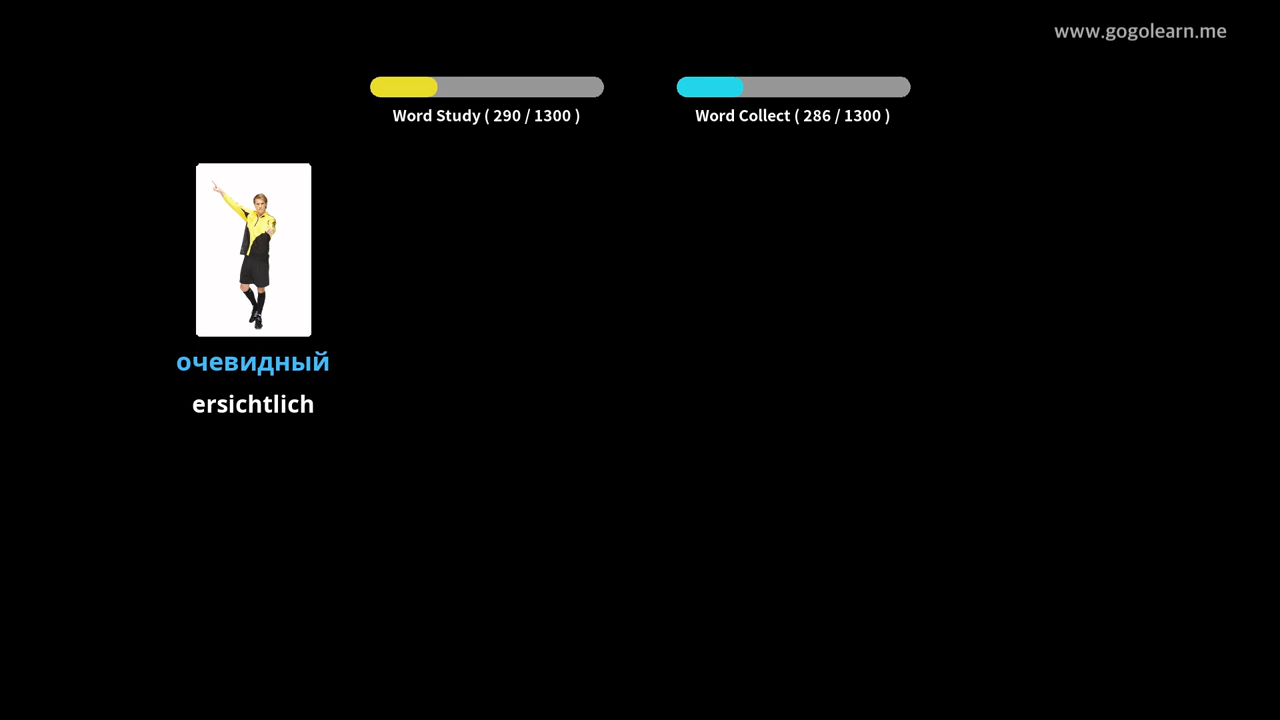 www.gogolearn.me
Word Study ( 290 / 1300 )
Word Collect ( 286 / 1300 )
очевидный
ersichtlich